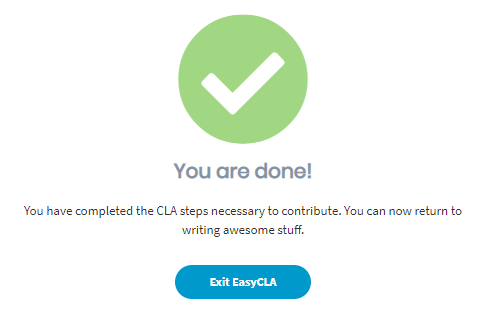 You are done!
You have completed the CLA steps necessary to contribute. You can now return to
writing awesome stuff.
Exit EasyCLA